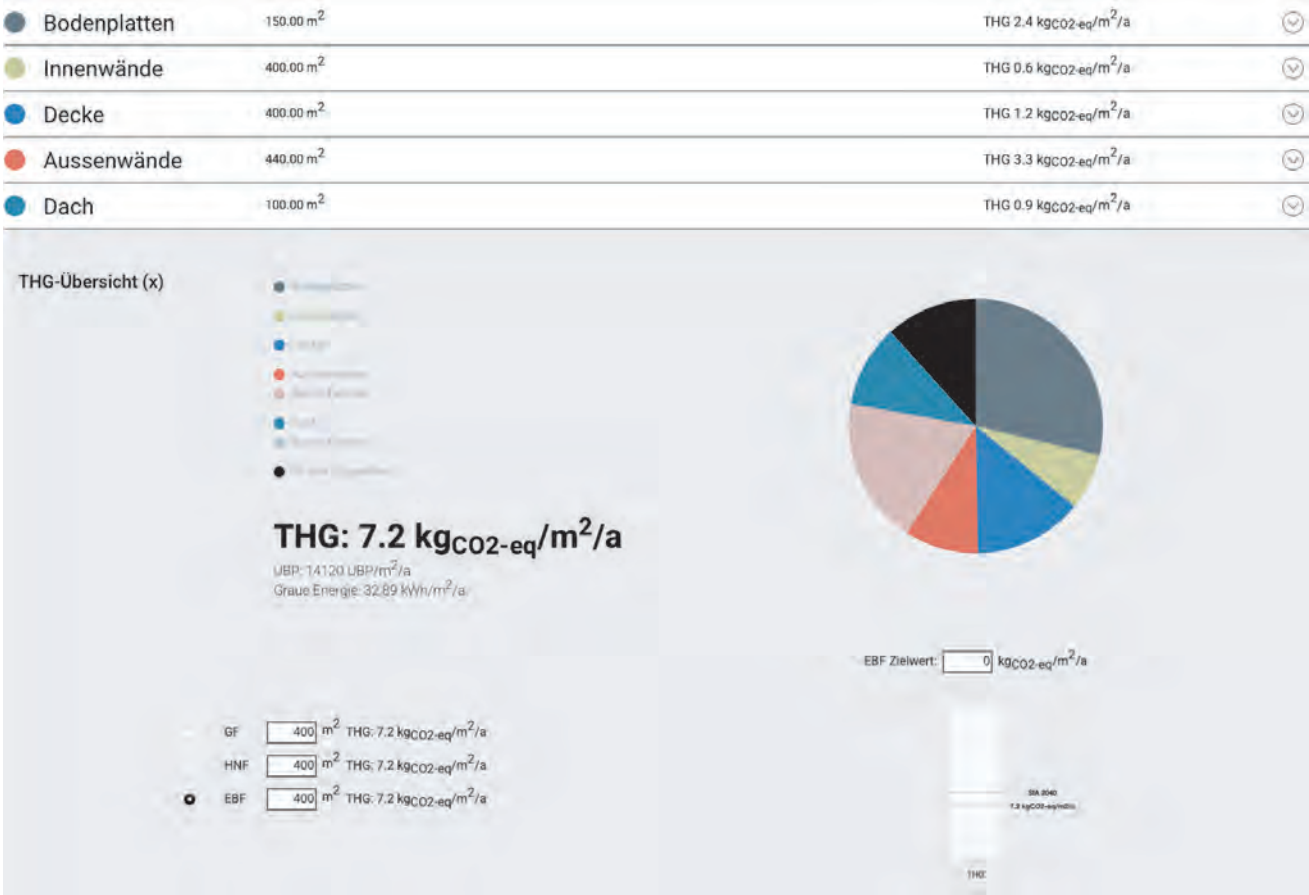 Bodenplatten 150.00 m2 THG 2.4 kgCO2-eq/m2/a
Innenwände 400.00 m2 THG 0.6 kgCO2-eq/m2/a
Decke 400.00 m2 THG 1.2 kgCO2-eq/m2/a
Aussenwände 440.00 m2 THG 3.3 kgCO2-eq/m2/a
Dach 100.00 m2 THG 0.9 kgCO2-eq/m2/a
THG-Übersicht (x)
THG: 7.2 kgCO2-eq/m2/a
UBP: 14120 UBP/m2/a
Graue Energie: 32.89 kWh/m2/a
EBF Zielwert: 0 kgCO2-eq/m2/a
GF 400 m2 THG: 7.2 kgCO2-eq/m2/a
HNF 400 m2 THG: 7.2 kgCO2-eq/m2/a
EBF 400 m2 THG: 7.2 kgCO2-eq/m2/a
SIA 2040
THG